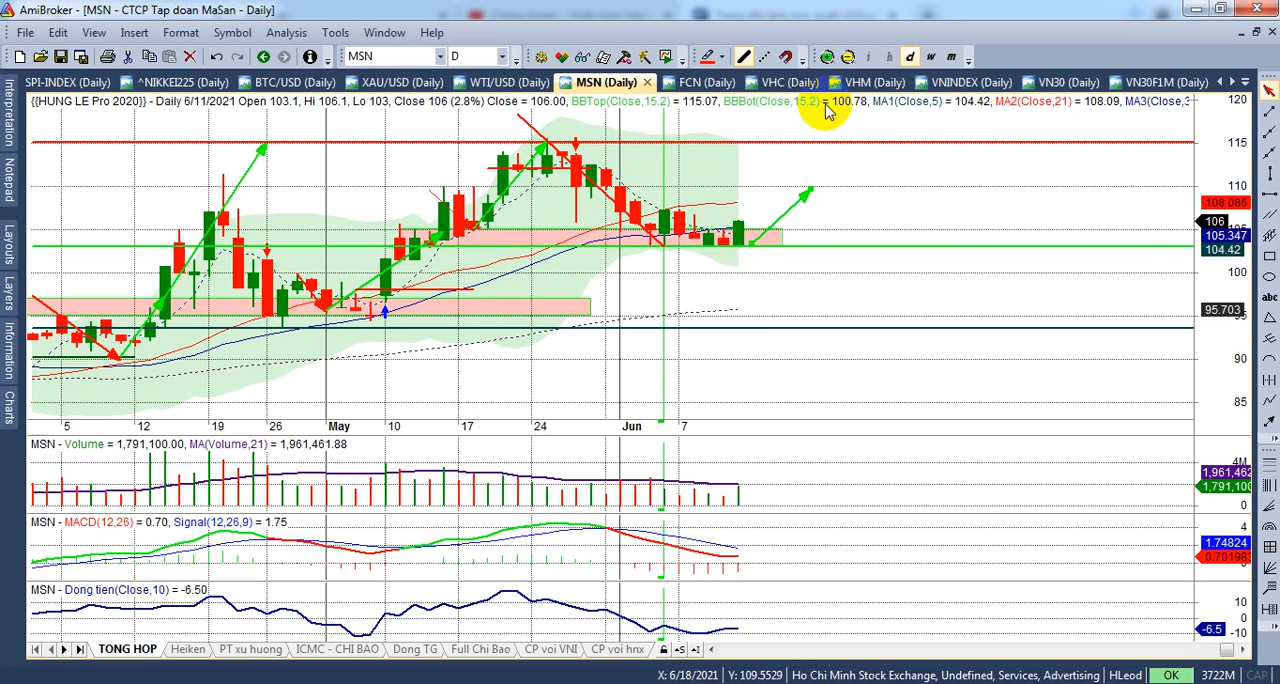 AmiBroker - [MSN - CTCP Tap doan MaSan - Daily]
File Edit View Insert Format Symbol Analysis Tools Window Help
MSN D i h d w m
SPI-INDEX (Daily) ^NIKKEI225 (Daily) BTC/USD (Daily) XAU/USD (Daily) WTI/USD (Daily) MSN (Daily) FCN (Daily) VHC (Daily) VHM (Daily) VNINDEX (Daily) VN30 (Daily) VN30F1M (Daily)
{{HUNG LE Pro 2020}} - Daily 6/11/2021 Open 103.1, Hi 106.1, Lo 103, Close 106 (2.8%) Close = 106.00, BBTop(Close,15,2) = 115.07, BBBot(Close,15,2) = 100.78, MA1(Close,5) = 104.42, MA2(Close,21) = 108.09, MA3(Close,3
Interpretation
Notepad
Layers
Layouts
Information
Charts
abc
120
115
110
108.086
106
105.347
104.42
100
95.703
95
90
85
5 12 19 26 May 10 17 24 Jun 7
MSN - Volume = 1,791,100.00, MA(Volume,21) = 1,961,461.88
4M
1,961,462
1,791,100
0
MSN - MACD(12,26) = 0.70, Signal(12,26,9) = 1.75
4
1.74824
0.701983
0
MSN - Dong tien(Close,10) = -6.50
10
0
-6.5
-10
TONG HOP Heiken PT xu huong ICMC - CHI BAO Dong TG Full Chi Bao CP voi VNI CP voi hnx
X: 6/18/2021 Y: 109.5529 Ho Chi Minh Stock Exchange, Undefined, Services, Advertising HLeod OK 3722M CAP